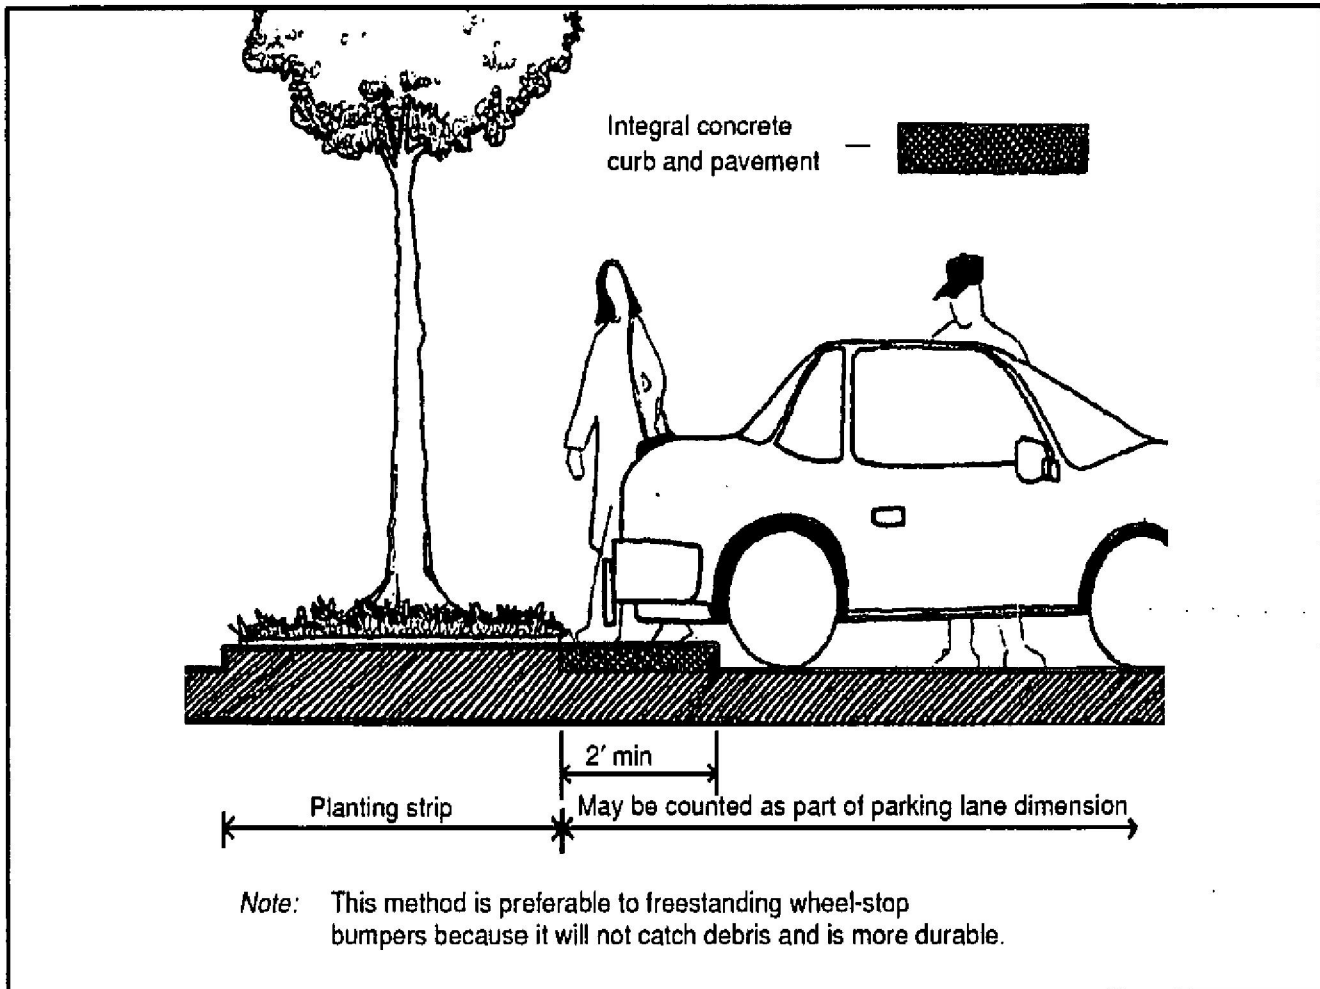 Integral concrete
curb and pavement
2' min
Planting strip
May be counted as part of parking lane dimension
Note: This method is preferable to freestanding wheel-stop
bumpers because it will not catch debris and is more durable.